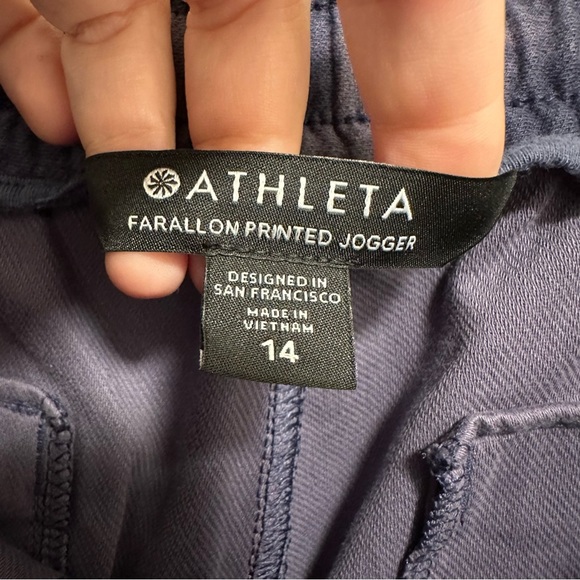 ATHLETA
FARALLON PRINTED JOGGER
DESIGNED IN
SAN FRANCISCO
MADE IN
VIETNAM
14